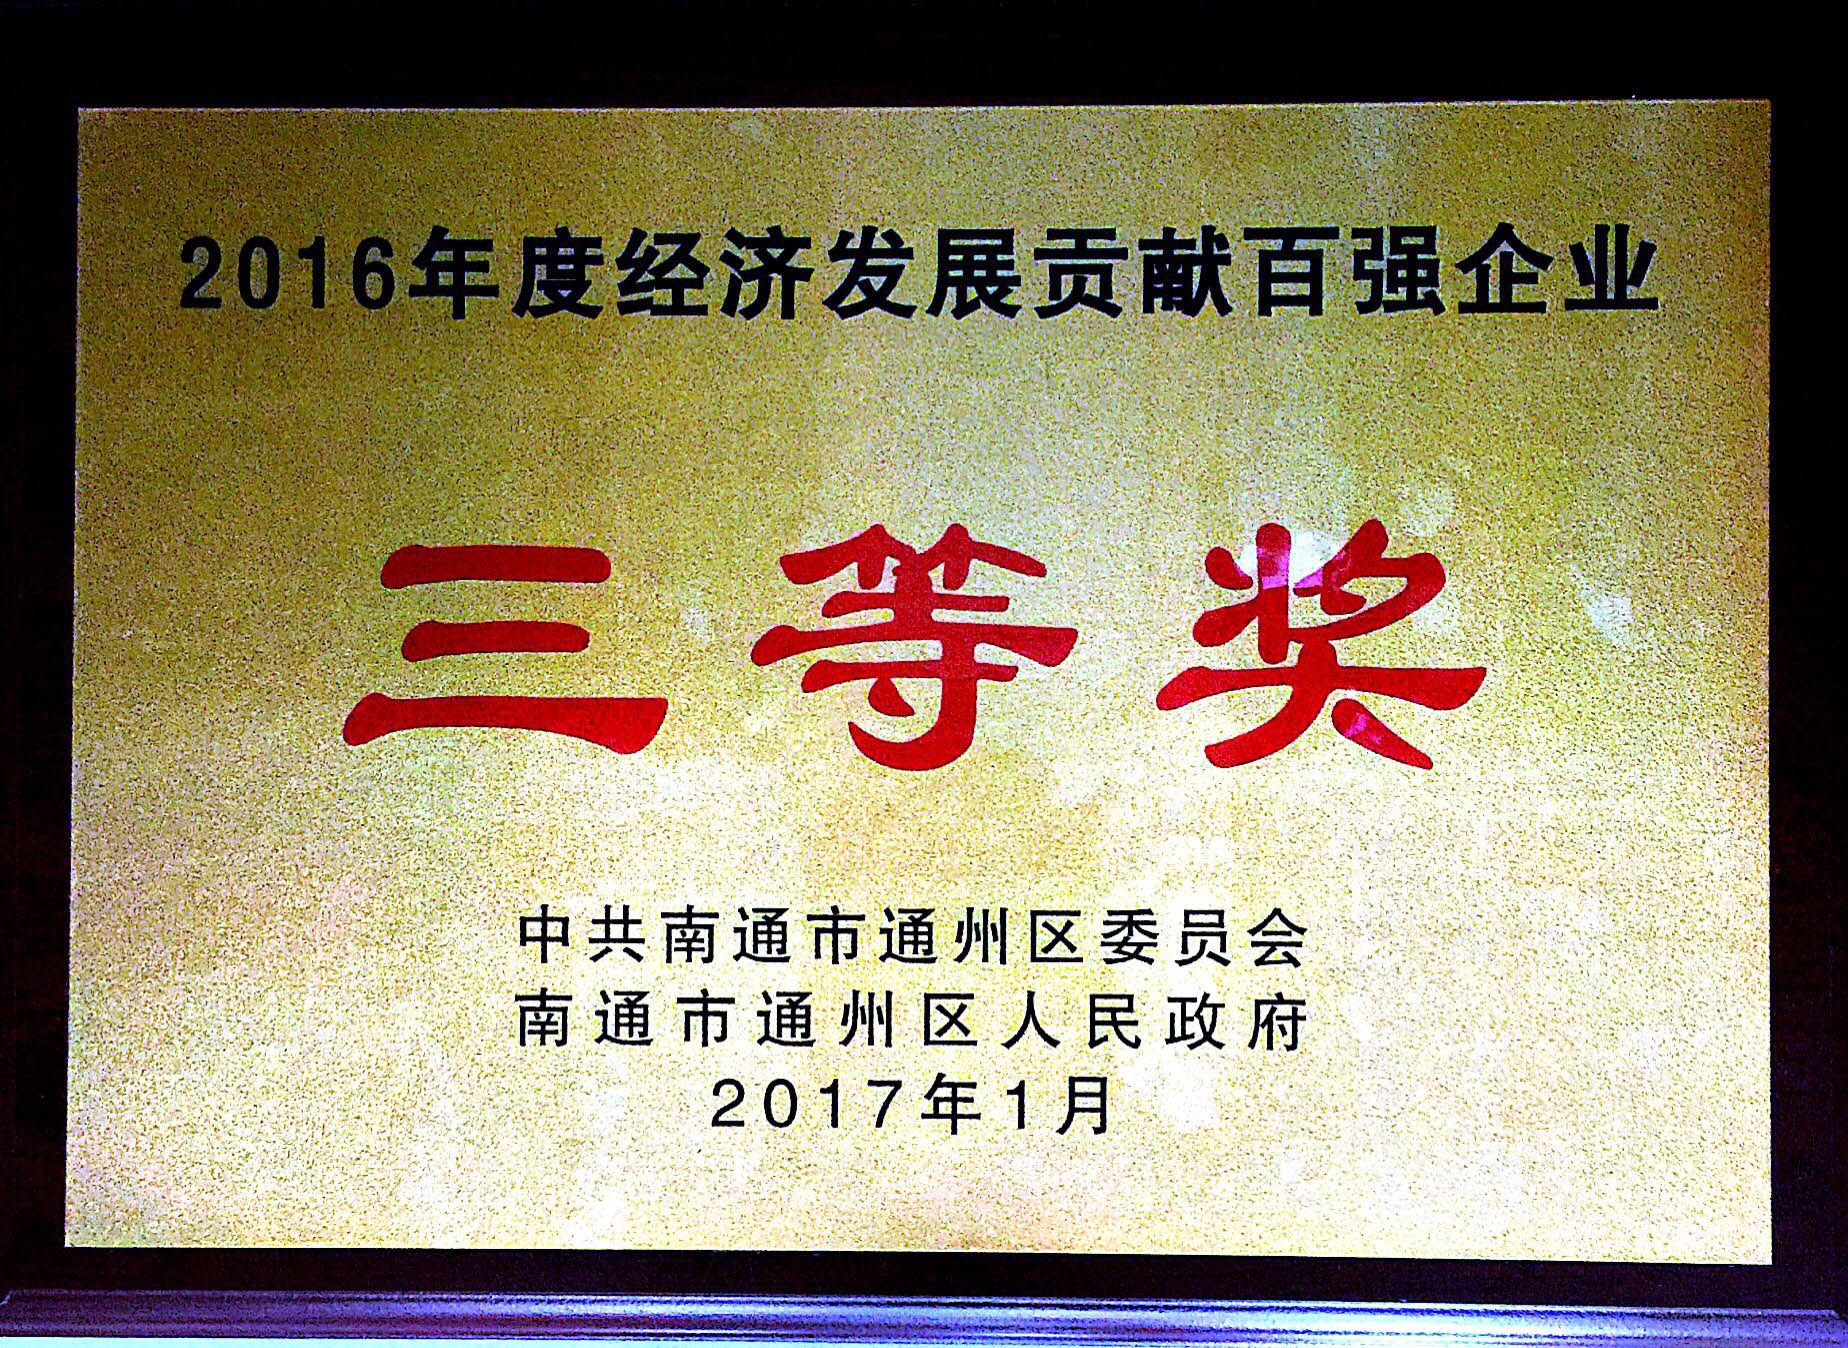 2016年度经济发展贡献百强企业
三等奖
中共南通市通州区委员会
南通市通州区人民政府
2017年1月